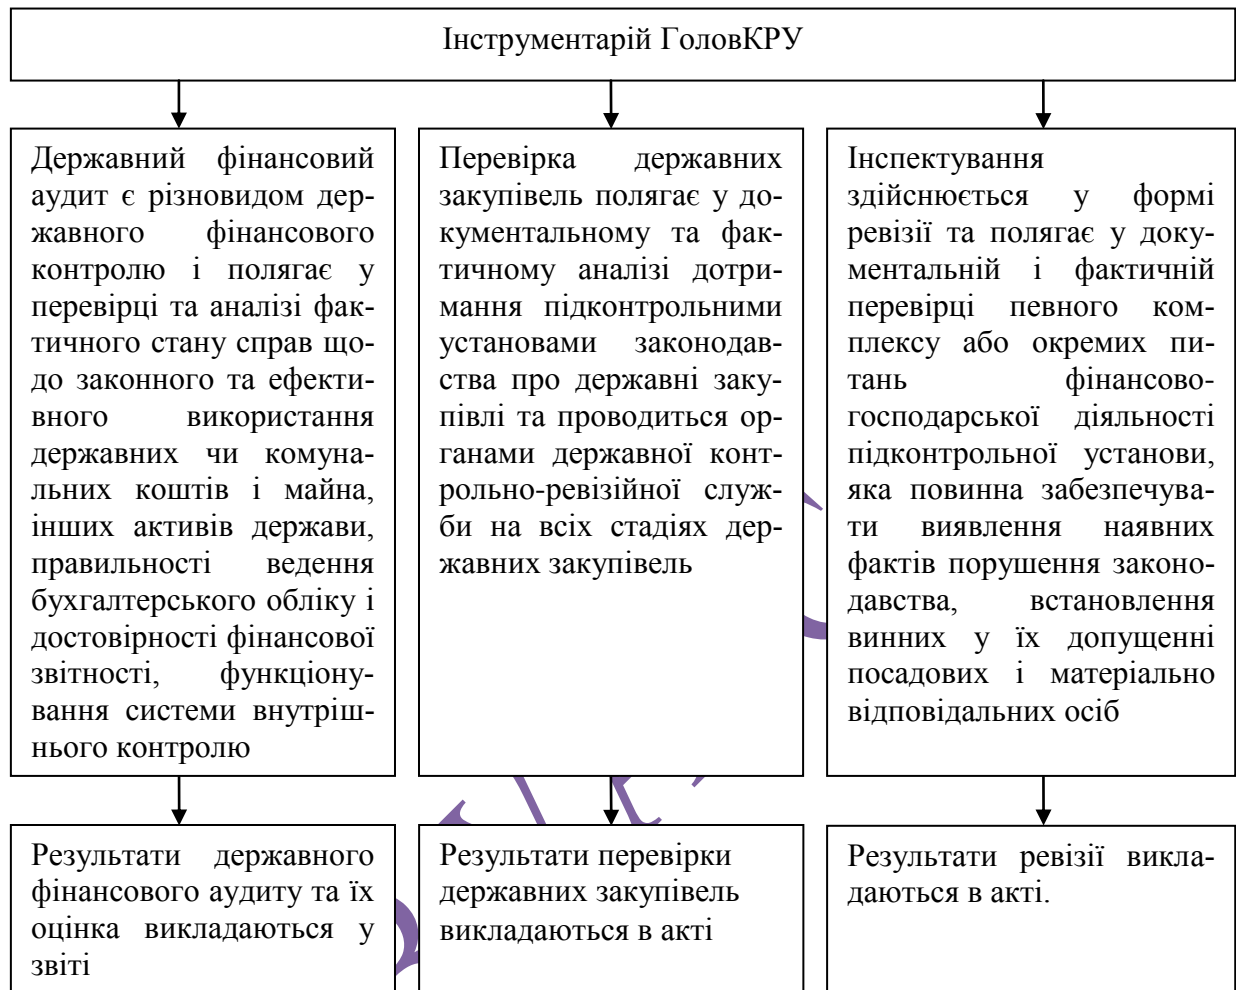 Інструментарій ГоловКРУ
Державний фінансовий
аудит є різновидом дер-
жавного фінансового
контролю і полягає у
перевірці та аналізі фак-
тичного стану справ що-
до законного та ефекти-
вного використання
державних чи комуна-
льних коштів і майна,
інших активів держави,
правильності ведення
бухгалтерського обліку і
достовірності фінансової
звітності, функціону-
вання системи внутріш-
нього контролю
Перевірка державних
закупівель полягає у до-
кументальному та фак-
тичному аналізі дотри-
мання підконтрольними
установами законодав-
ства про державні заку-
півлі та проводиться ор-
ганами державної конт-
рольно-ревізійної служ-
би на всіх стадіях дер-
жавних закупівель
Інспектування
здійснюється у формі
ревізії та полягає у доку-
ментальній і фактичній
перевірці певного ком-
плексу або окремих пи-
тань фінансово-
господарської діяльності
підконтрольної установи,
яка повинна забезпечува-
ти виявлення наявних
фактів порушення законо-
давства, встановлення
винних у їх допущенні
посадових і матеріально
відповідальних осіб
Результати державного
фінансового аудиту та їх
оцінка викладаються у
звіті
Результати перевірки
державних закупівель
викладаються в акті
Результати ревізії викла-
даються в акті.